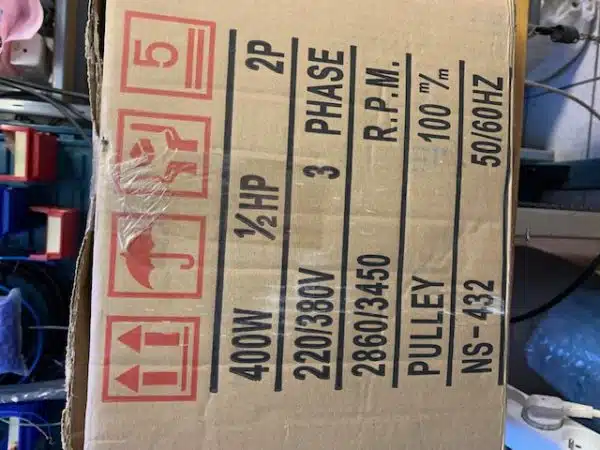 5
400W ½HP 2P
220/380V 3 PHASE
2860/3450 R.P.M.
PULLEY 100 m/m
NS-432 50/60HZ